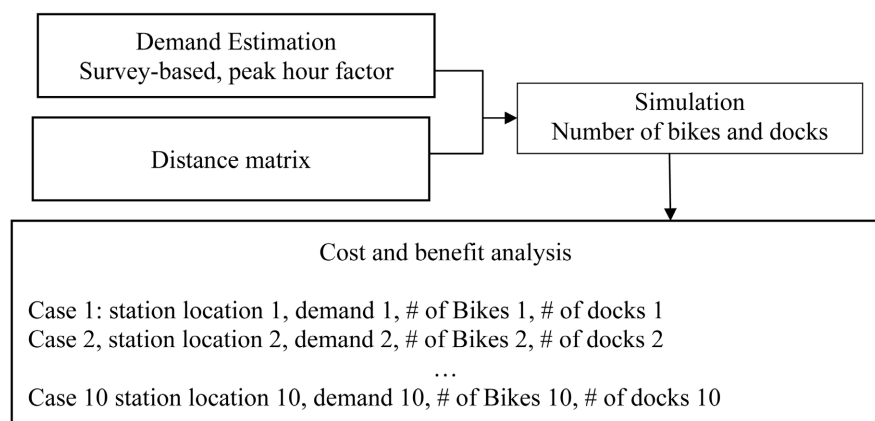 Demand Estimation
Survey-based, peak hour factor
Simulation
Number of bikes and docks
Distance matrix
Cost and benefit analysis
Case 1: station location 1, demand 1, # of Bikes 1, # of docks 1
Case 2, station location 2, demand 2, # of Bikes 2, # of docks 2
…
Case 10 station location 10, demand 10, # of Bikes 10, # of docks 10